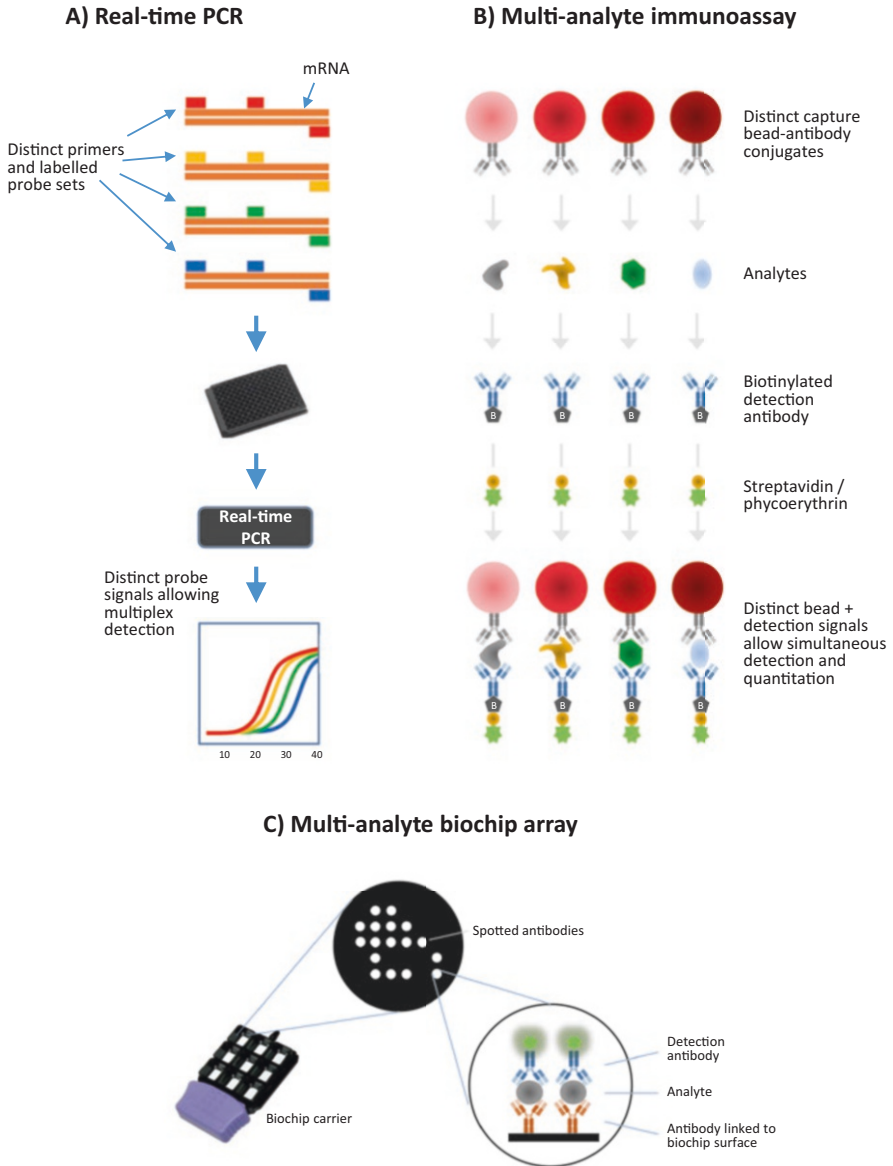 A) Real-time PCR
mRNA
Distinct primers
and labelled
probe sets
Real-time
PCR
Distinct probe
signals allowing
multiplex
detection
10 20 30 40
B) Multi-analyte immunoassay
Distinct capture
bead-antibody
conjugates
Analytes
B B B B
Biotinylated
detection
antibody
Streptavidin /
phycoerythrin
Distinct bead +
detection signals
allow simultaneous
detection and
quantitation
B B B B
C) Multi-analyte biochip array
Spotted antibodies
Biochip carrier
Detection
antibody
Analyte
Antibody linked to
biochip surface